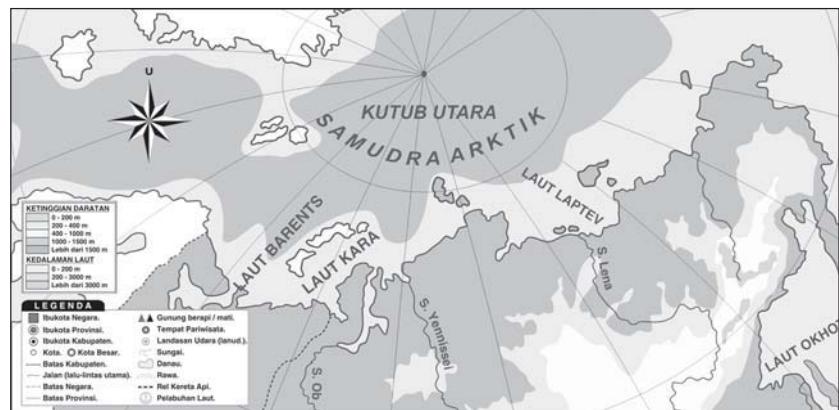 U
KUTUB UTARA
SAMUDRA ARKTIK
LAUT BARENTS
LAUT KARA
LAUT LAPTEV
LAUT OKHO
S. Ob
S. Yennissei
S. Lena
KETINGGIAN DARATAN
0 - 200 m
200 - 400 m
400 - 1000 m
1000 - 1500 m
Lebih dari 1500 m
KEDALAMAN LAUT
0 - 200 m
200 - 3000 m
Lebih dari 3000 m
LEGENDA
Ibukota Negara.
Ibukota Provinsi.
Ibukota Kabupaten.
Kota. Kota Besar.
Batas Kabupaten.
Jalan (lalu-lintas utama).
Batas Negara.
Batas Provinsi.
Gunung berapi / mati.
Tempat Pariwisata.
Landasan Udara (lanud.).
Sungai.
Danau.
Rawa.
Rel Kereta Api.
Pelabuhan Laut.